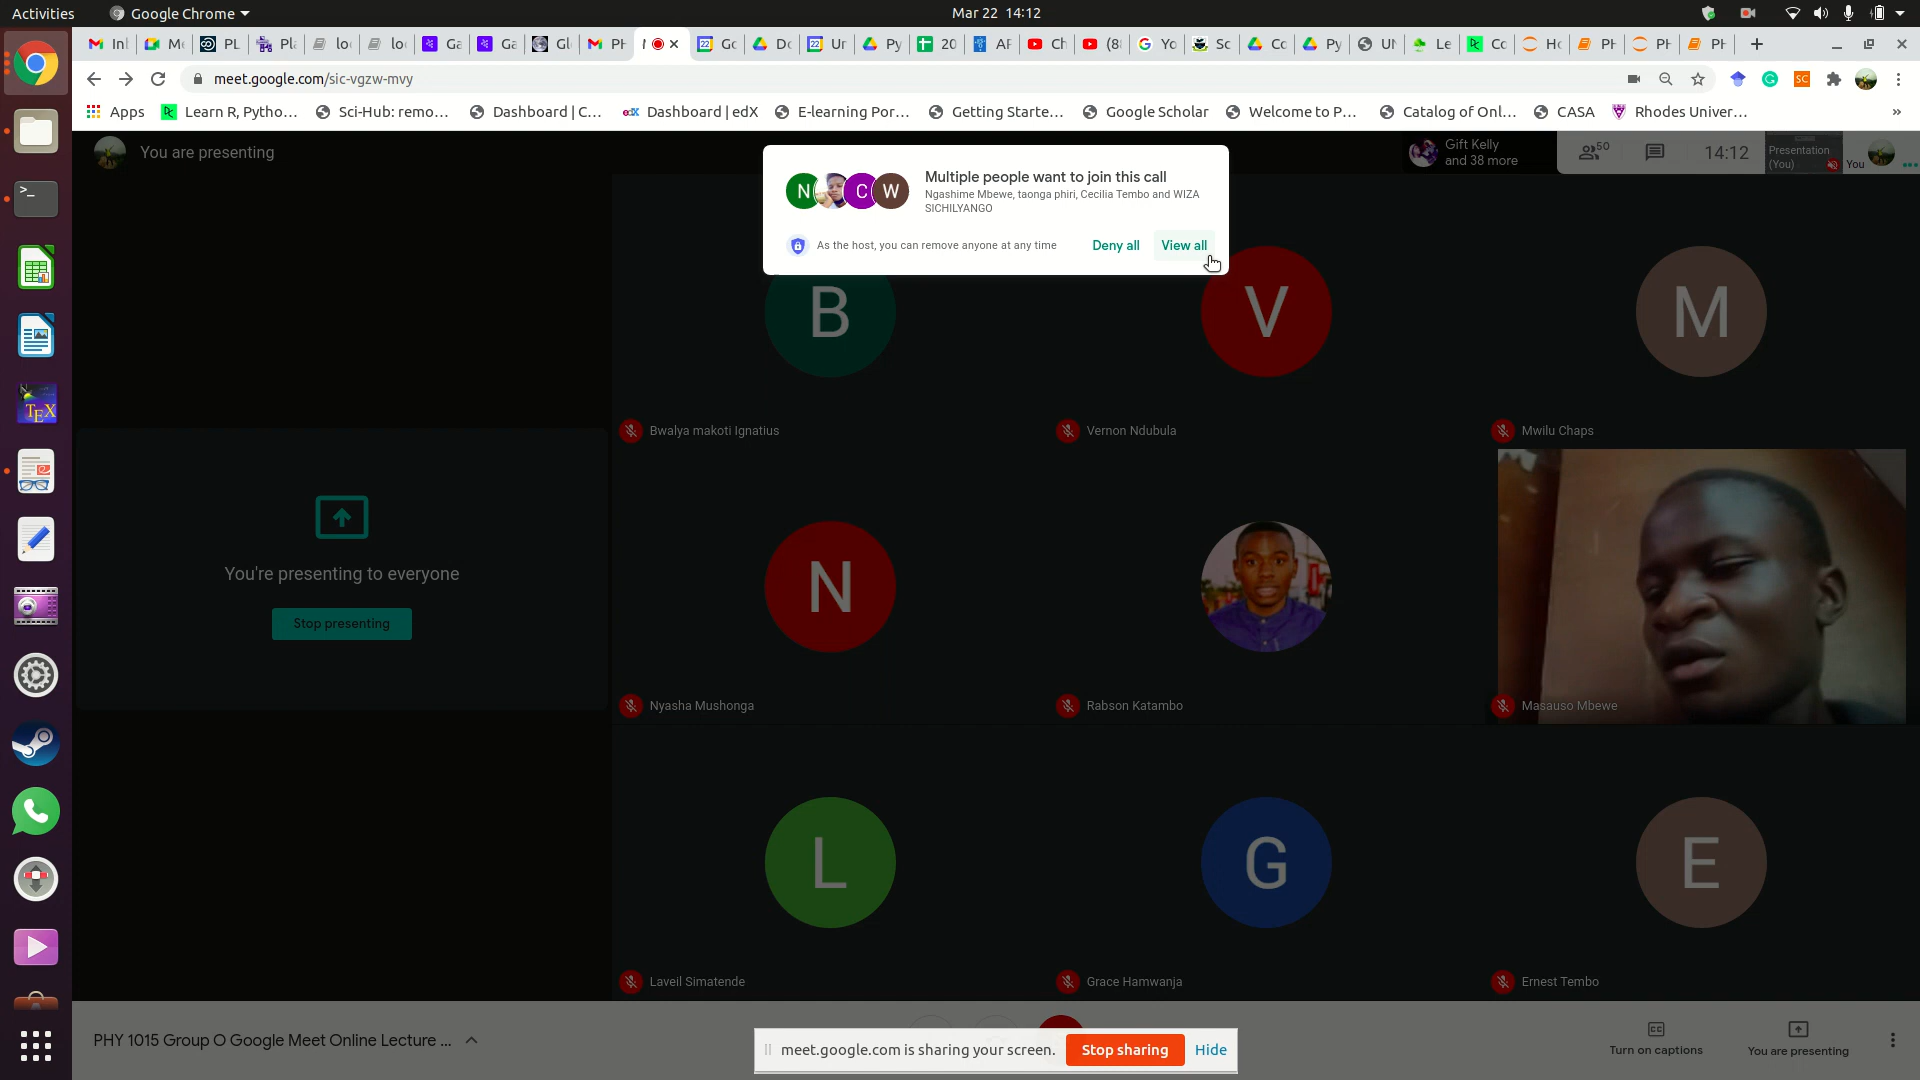 Activities
Google Chrome
Mar 22 14:12
meet.google.com/sic-vgzw-mvy
Apps
Learn R, Pytho...
Sci-Hub: remo...
Dashboard | C...
Dashboard | edX
E-learning Por...
Getting Starte...
Google Scholar
Welcome to P...
Catalog of Onl...
CASA
Rhodes Univer...
»
You are presenting
Gift Kelly
and 38 more
50
14:12
Presentation
(You)
You
N
C
W
Multiple people want to join this call
Ngashime Mbewe, taonga phiri, Cecilia Tembo and WIZA
SICHILYANGO
As the host, you can remove anyone at any time
Deny all
View all
B
V
M
Bwalya makoti Ignatius
Vernon Ndubula
Mwilu Chaps
You're presenting to everyone
Stop presenting
N
Nyasha Mushonga
Rabson Katambo
Masauso Mbewe
L
G
E
Laveil Simatende
Grace Hamwanja
Ernest Tembo
PHY 1015 Group O Google Meet Online Lecture ...
meet.google.com is sharing your screen.
Stop sharing
Hide
Turn on captions
You are presenting